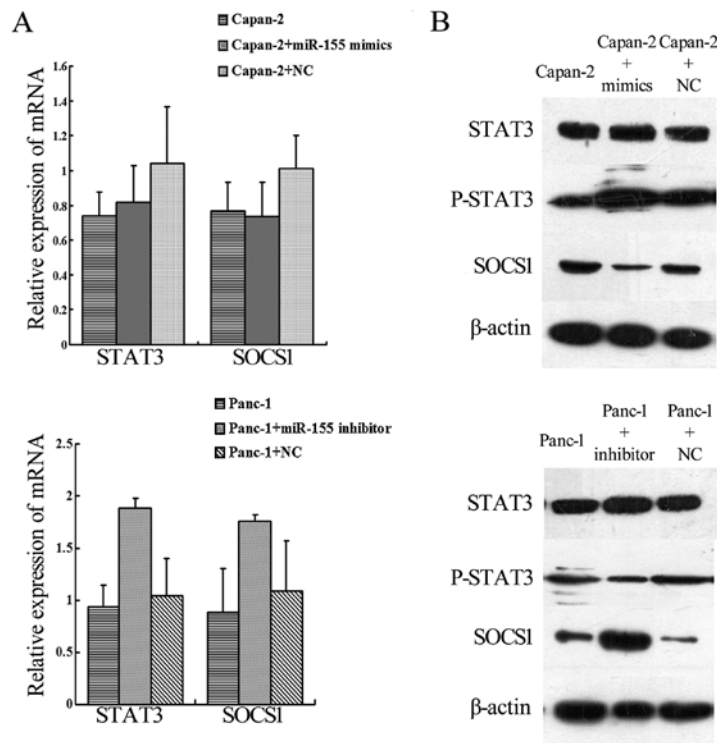 A
Capan-2
Capan-2+miR-155 mimics
Capan-2+NC
Relative expression of mRNA
1.6
1.4
1.2
1
0.8
0.6
0.4
0.2
0
STAT3 SOCS1
Panc-1
Panc-1+miR-155 inhibitor
Panc-1+NC
Relative expression of mRNA
2.5
2
1.5
1
0.5
0
STAT3 SOCS1
B
Capan-2 Capan-2 + mimics Capan-2 + NC
STAT3
P-STAT3
SOCS1
β-actin
Panc-1 Panc-1 + inhibitor Panc-1 + NC
STAT3
P-STAT3
SOCS1
β-actin